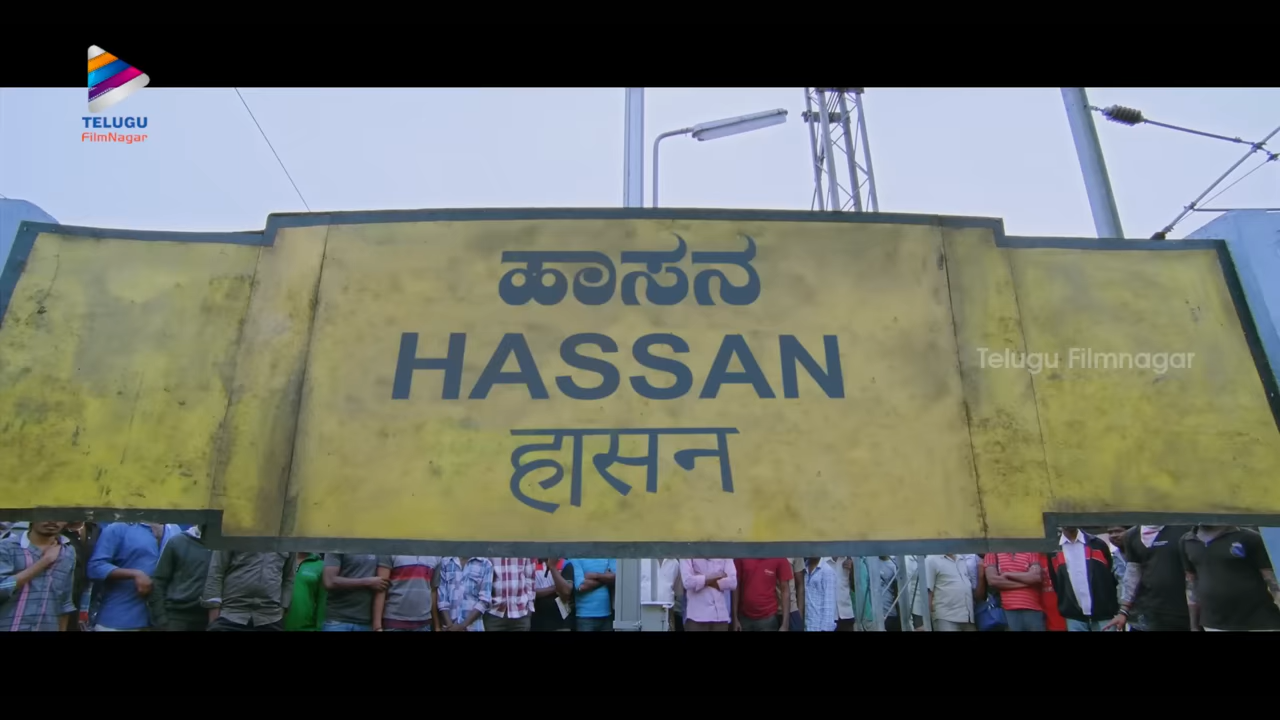 TELUGU
FilmNagar
ಹಾಸನ
HASSAN
Telugu Filmnagar
हासन